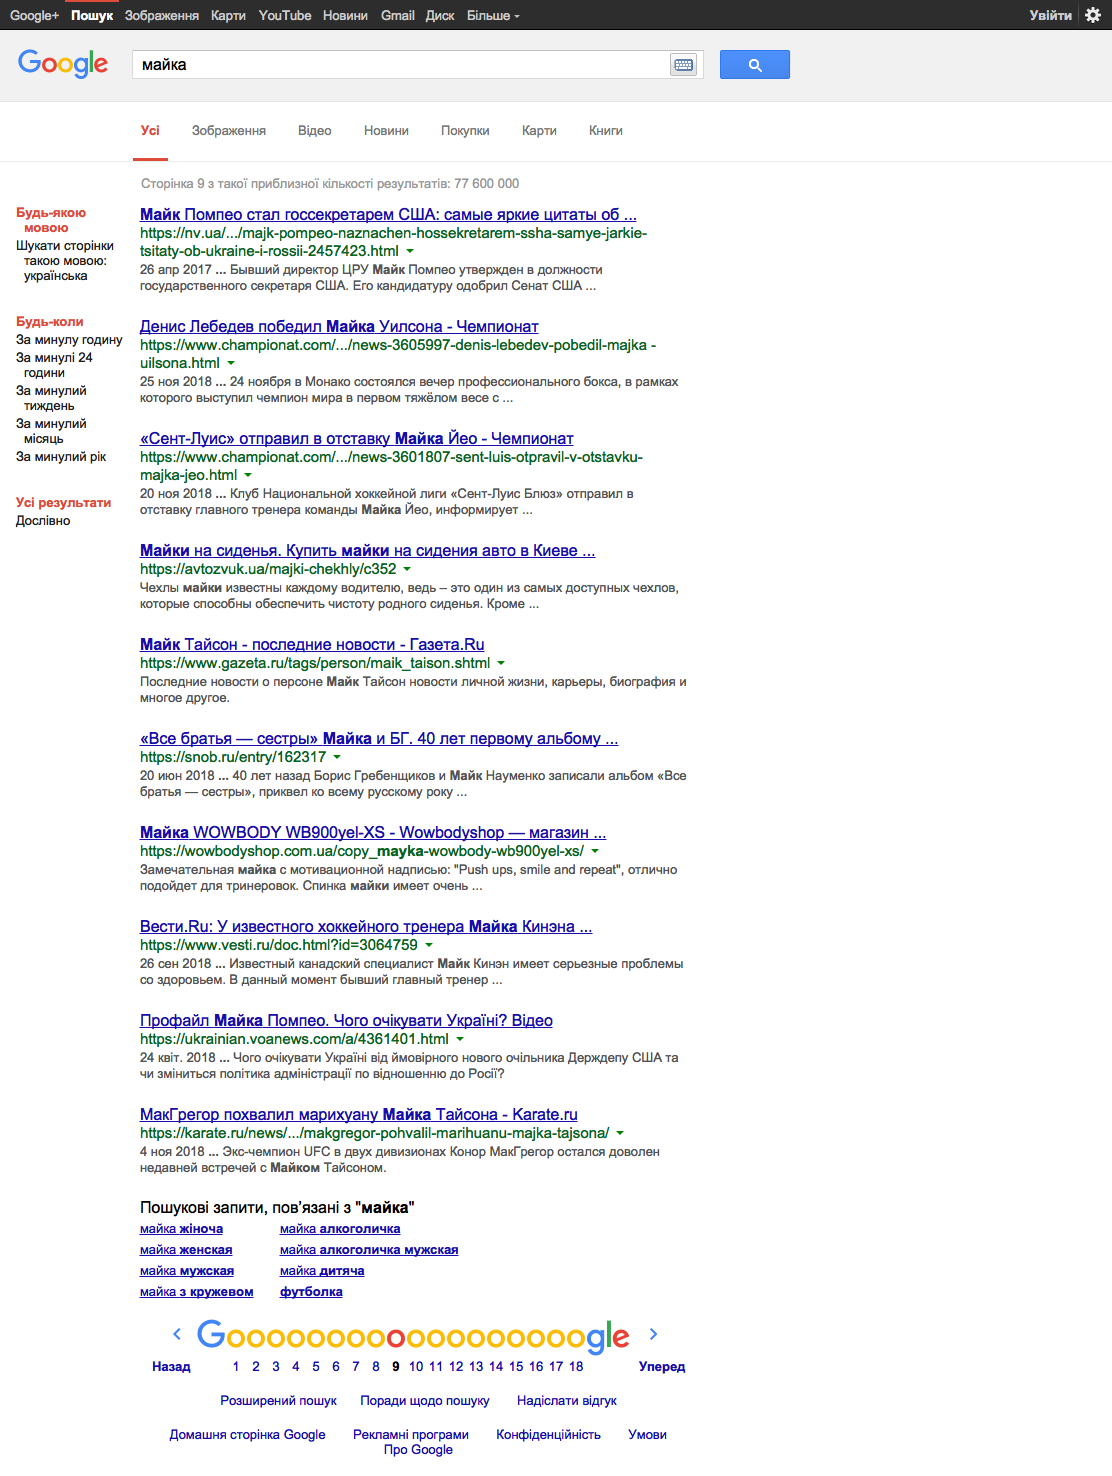 Google+ Пошук Зображення Карти YouTube Новини Gmail Диск Більше Увійти
Google майка
Усі Зображення Відео Новини Покупки Карти Книги
Сторінка 9 з такої приблизної кількості результатів: 77 600 000
Будь-якою
мовою
Шукати сторінки
такою мовою:
українська
Будь-коли
За минулу годину
За минулі 24
години
За минулий
тиждень
За минулий
місяць
За минулий рік
Усі результати
Дослівно
Майк Помпео стал госсекретарем США: самые яркие цитаты об ...
https://nv.ua/.../majk-pompeo-naznachen-hossekretarem-ssha-samye-jarkie-
tsitaty-ob-ukraine-i-rossii-2457423.html
26 апр 2017 ... Бывший директор ЦРУ Майк Помпео утвержден в должности
государственного секретаря США. Его кандидатуру одобрил Сенат США ...
Денис Лебедев победил Майка Уилсона - Чемпионат
https://www.championat.com/.../news-3605997-denis-lebedev-pobedil-majka -
uilsona.html
25 ноя 2018 ... 24 ноября в Монако состоялся вечер профессионального бокса, в рамках
которого выступил чемпион мира в первом тяжёлом весе с ...
«Сент-Луис» отправил в отставку Майка Йео - Чемпионат
https://www.championat.com/.../news-3601807-sent-luis-otpravil-v-otstavku-
majka-jeo.html
20 ноя 2018 ... Клуб Национальной хоккейной лиги «Сент-Луис Блюз» отправил в
отставку главного тренера команды Майка Йео, информирует ...
Майки на сиденья. Купить майки на сидения авто в Киеве ...
https://avtozvuk.ua/majki-chekhly/c352
Чехлы майки известны каждому водителю, ведь – это один из самых доступных чехлов,
которые способны обеспечить чистоту родного сиденья. Кроме ...
Майк Тайсон - последние новости - Газета.Ru
https://www.gazeta.ru/tags/person/maik_taison.shtml
Последние новости о персоне Майк Тайсон новости личной жизни, карьеры, биография и
многое другое.
«Все братья — сестры» Майка и БГ. 40 лет первому альбому ...
https://snob.ru/entry/162317
20 июн 2018 ... 40 лет назад Борис Гребенщиков и Майк Науменко записали альбом «Все
братья — сестры», приквел ко всему русскому року ...
Майка WOWBODY WB900yel-XS - Wowbodyshop — магазин ...
https://wowbodyshop.com.ua/copy_mayka-wowbody-wb900yel-xs/
Замечательная майка с мотивационной надписью: "Push ups, smile and repeat", отлично
подойдет для тринеровок. Спинка майки имеет очень ...
Вести.Ru: У известного хоккейного тренера Майка Кинэна ...
https://www.vesti.ru/doc.html?id=3064759
26 сен 2018 ... Известный канадский специалист Майк Кинэн имеет серьезные проблемы
со здоровьем. В данный момент бывший главный тренер ...
Профайл Майка Помпео. Чого очікувати Україні? Відео
https://ukrainian.voanews.com/a/4361401.html
24 квіт. 2018 ... Чого очікувати Україні від ймовірного нового очільника Держдепу США та
чи зміниться політика адміністрації по відношенню до Росії?
МакГрегор похвалил марихуану Майка Тайсона - Karate.ru
https://karate.ru/news/.../makgregor-pohvalil-marihuanu-majka-tajsona/
4 ноя 2018 ... Экс-чемпион UFC в двух дивизионах Конор МакГрегор остался доволен
недавней встречей с Майком Тайсоном.
Пошукові запити, пов’язані з "майка"
майка жіноча майка алкоголичка
майка женская майка алкоголичка мужская
майка мужская майка дитяча
майка з кружевом футболка
Goooooooooooooooooogle
Назад 1 2 3 4 5 6 7 8 9 10 11 12 13 14 15 16 17 18 Уперед
Розширений пошук Поради щодо пошуку Надіслати відгук
Домашня сторінка Google Рекламні програми Конфіденційність Умови
Про Google